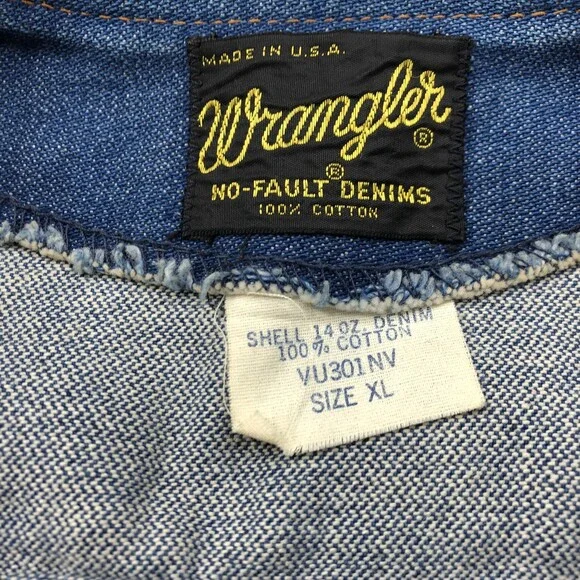 MADE IN U.S.A.
Wrangler®
®
NO-FAULT DENIMS
100% COTTON
SHELL 14 OZ. DENIM
100% COTTON
VU301NV
SIZE XL